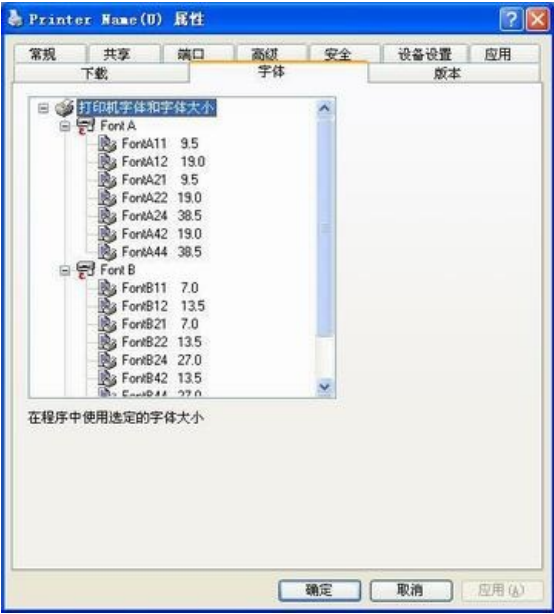 Printer Name(U) 属性
常规 共享 端口 高级 安全 设备设置 应用
下载 字体 版本
打印机字体和字体大小
Font A
FontA11 9.5
FontA12 19.0
FontA21 9.5
FontA22 19.0
FontA24 38.5
FontA42 19.0
FontA44 38.5
Font B
FontB11 7.0
FontB12 13.5
FontB21 7.0
FontB22 13.5
FontB24 27.0
FontB42 13.5
FontB44 27.0
在程序中使用选定的字体大小
确定 取消 应用(A)